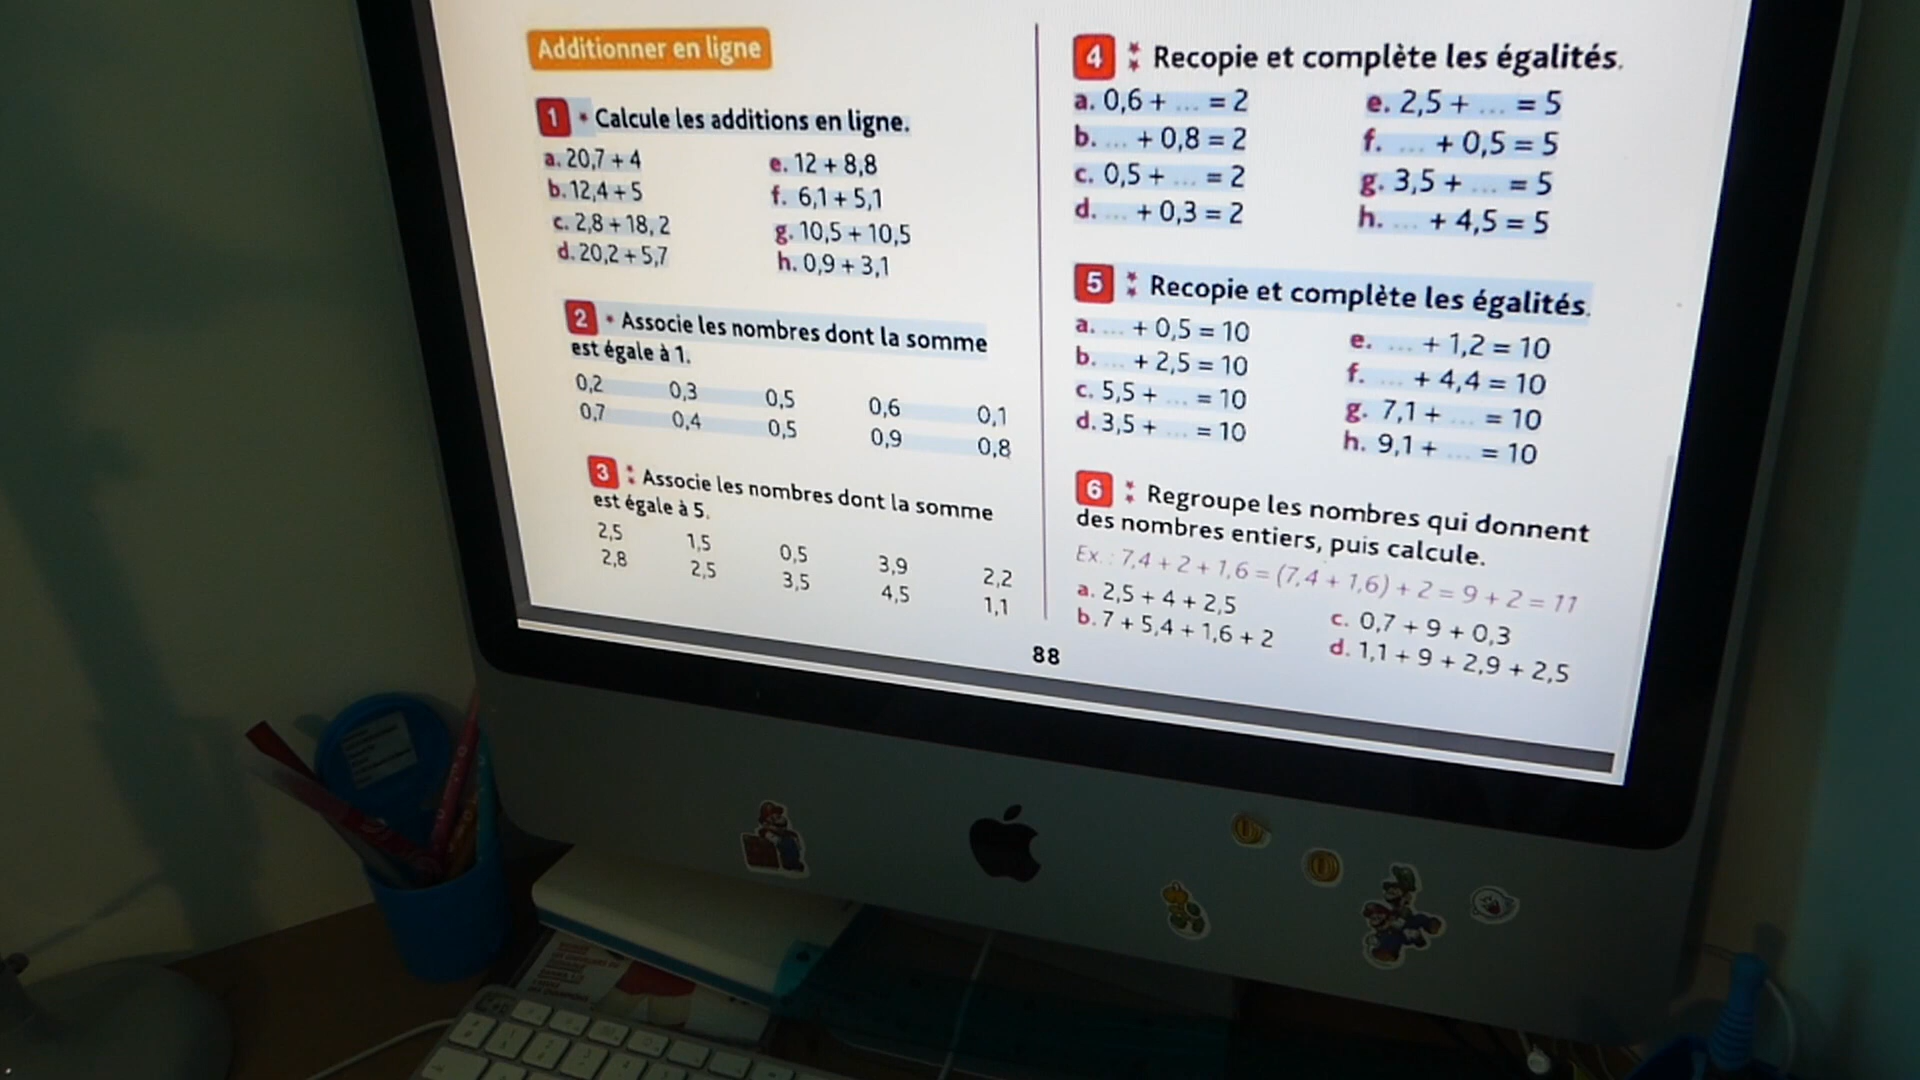 Additionner en ligne
1 * Calcule les additions en ligne.
a. 20,7 + 4
b. 12,4 + 5
c. 2,8 + 18, 2
d. 20,2 + 5,7
e. 12 + 8,8
f. 6,1 + 5,1
g. 10,5 + 10,5
h. 0,9 + 3,1
2 * Associe les nombres dont la somme
est égale à 1.
0,2 0,3 0,5 0,6 0,1
0,7 0,4 0,5 0,9 0,8
3 ** Associe les nombres dont la somme
est égale à 5.
2,5 1,5 0,5 3,9 2,2
2,8 2,5 3,5 4,5 1,1
4 ** Recopie et complète les égalités.
a. 0,6 + ... = 2
b. ... + 0,8 = 2
c. 0,5 + ... = 2
d. ... + 0,3 = 2
e. 2,5 + ... = 5
f. ... + 0,5 = 5
g. 3,5 + ... = 5
h. ... + 4,5 = 5
5 ** Recopie et complète les égalités.
a. ... + 0,5 = 10
b. ... + 2,5 = 10
c. 5,5 + ... = 10
d. 3,5 + ... = 10
e. ... + 1,2 = 10
f. ... + 4,4 = 10
g. 7,1 + ... = 10
h. 9,1 + ... = 10
6 ** Regroupe les nombres qui donnent
des nombres entiers, puis calcule.
Ex. : 7,4 + 2 + 1,6 = (7,4 + 1,6) + 2 = 9 + 2 = 11
a. 2,5 + 4 + 2,5
b. 7 + 5,4 + 1,6 + 2
c. 0,7 + 9 + 0,3
d. 1,1 + 9 + 2,9 + 2,5
88